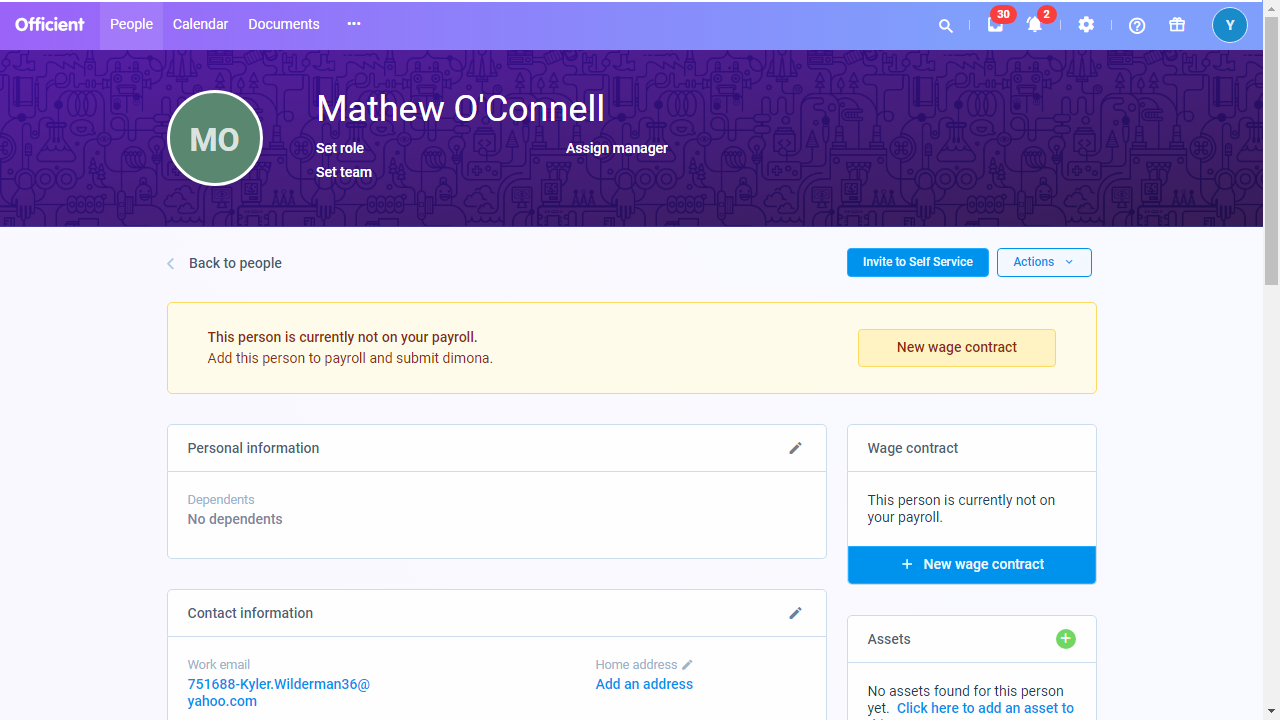 Officient People Calendar Documents ••• 30 2 Y
MO
Mathew O'Connell
Set role Assign manager
Set team
Back to people Invite to Self Service Actions
This person is currently not on your payroll.
Add this person to payroll and submit dimona.
New wage contract
Personal information
Dependents
No dependents
Wage contract
This person is currently not on
your payroll.
+ New wage contract
Contact information
Work email
751688-Kyler.Wilderman36@
yahoo.com
Home address
Add an address
Assets
No assets found for this person
yet. Click here to add an asset to